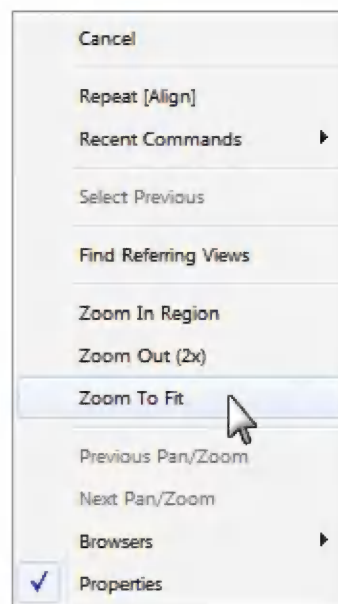 Cancel
Repeat [Align]
Recent Commands
Select Previous
Find Referring Views
Zoom In Region
Zoom Out (2x)
Zoom To Fit
Previous Pan/Zoom
Next Pan/Zoom
Browsers
Properties